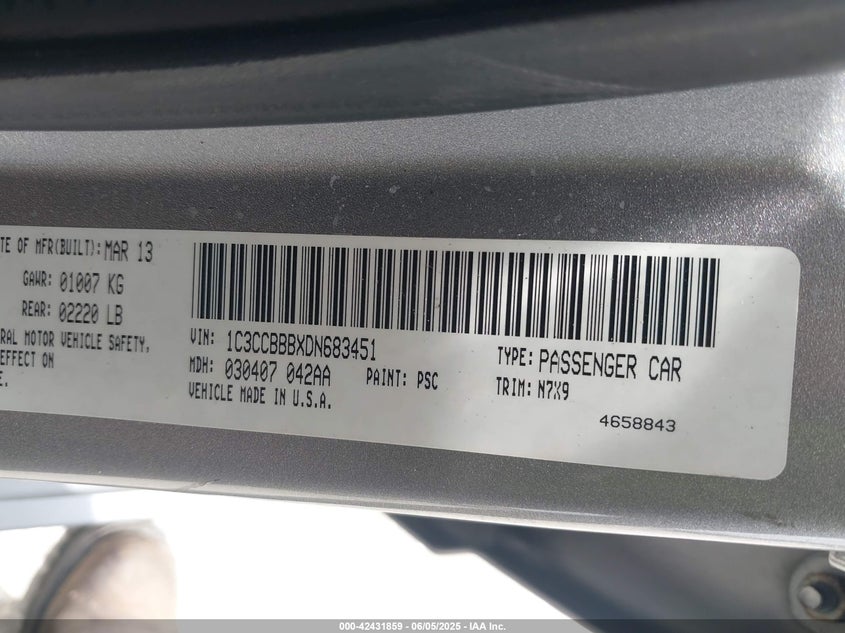 TE OF MFR(BUILT): MAR 13
GAWR: 01007 KG
REAR: 02220 LB
RAL MOTOR VEHICLE SAFETY,
EFFECT ON
E.
VIN: 1C3CCBBBXDN683451
MDH: 030407 042AA PAINT: PSC
VEHICLE MADE IN U.S.A.
TYPE: PASSENGER CAR
TRIM: N7X9
4658843
000-42431859 - 06/05/2025 - IAA Inc.